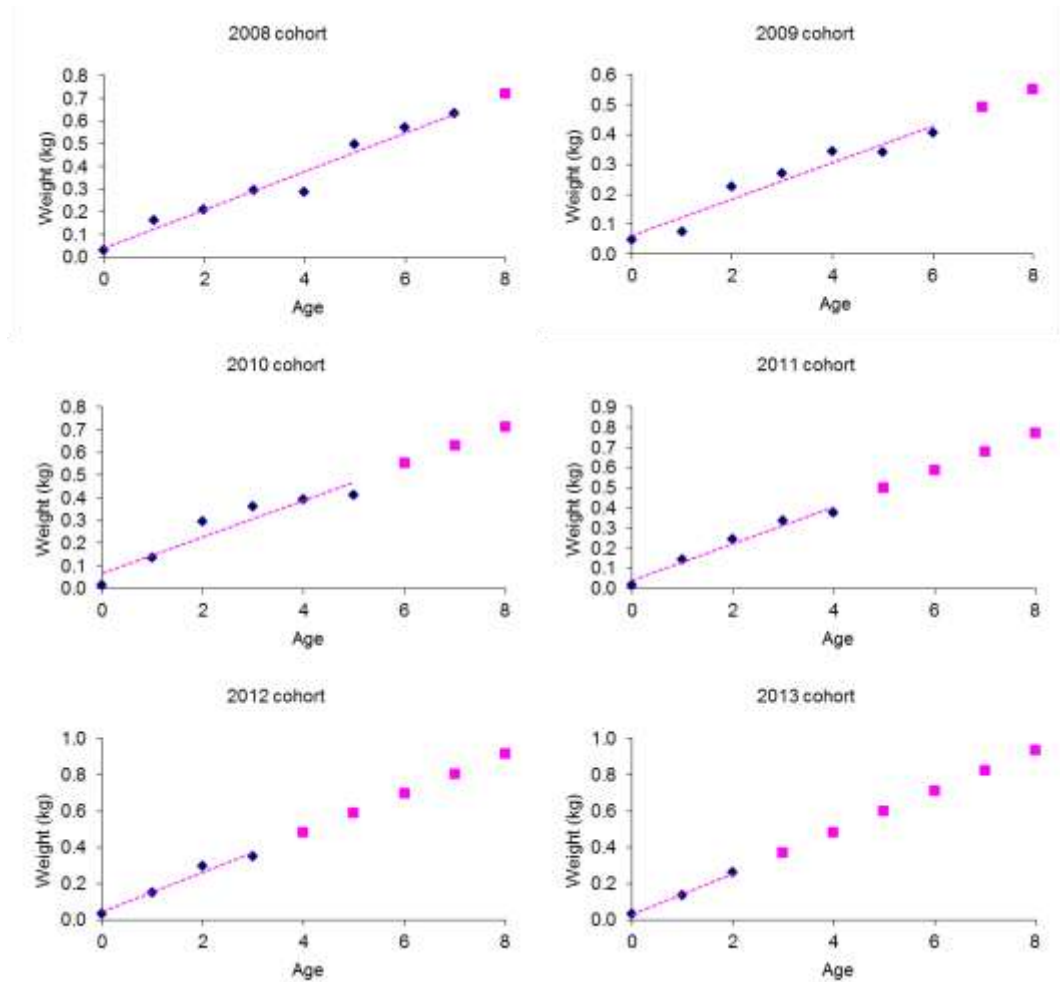 2008 cohort
0.8
0.7
0.6
0.5
0.4
0.3
0.2
0.1
0.0
Weight (kg)
0 2 4 6 8
Age
2009 cohort
0.6
0.5
0.4
0.3
0.2
0.1
0.0
Weight (kg)
0 2 4 6 8
Age
2010 cohort
0.8
0.7
0.6
0.5
0.4
0.3
0.2
0.1
0.0
Weight (kg)
0 2 4 6 8
Age
2011 cohort
0.9
0.8
0.7
0.6
0.5
0.4
0.3
0.2
0.1
0.0
Weight (kg)
0 2 4 6 8
Age
2012 cohort
1.0
0.8
0.6
0.4
0.2
0.0
Weight (kg)
0 2 4 6 8
Age
2013 cohort
1.0
0.8
0.6
0.4
0.2
0.0
Weight (kg)
0 2 4 6 8
Age